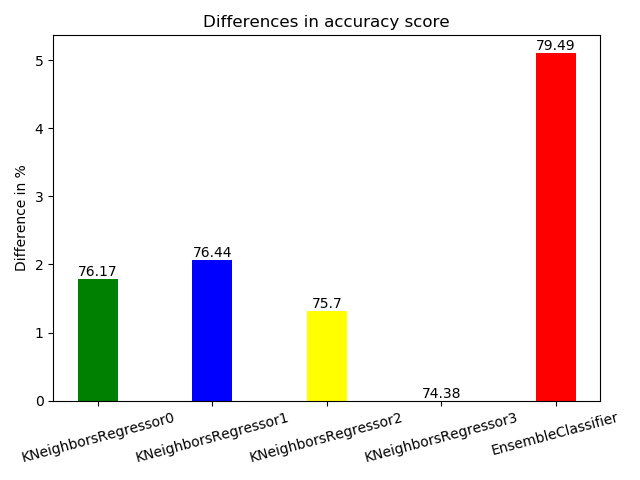 Differences in accuracy score
Difference in %
5
4
3
2
1
0
76.17
76.44
75.7
74.38
79.49
KNeighborsRegressor0
KNeighborsRegressor1
KNeighborsRegressor2
KNeighborsRegressor3
EnsembleClassifier